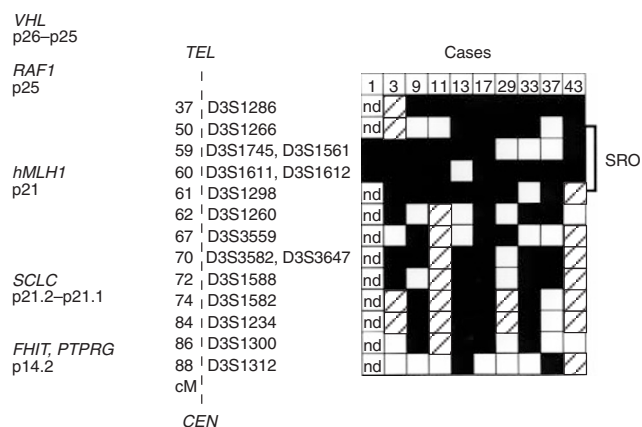 VHL
p26–p25
TEL
Cases
RAF1
p25
1 3 9 11 13 17 29 33 37 43
37 D3S1286 nd
50 D3S1266 nd
59 D3S1745, D3S1561
SRO
hMLH1
p21
60 D3S1611, D3S1612
61 D3S1298 nd
62 D3S1260 nd
67 D3S3559 nd
70 D3S3582, D3S3647 nd
SCLC
p21.2–p21.1
72 D3S1588 nd
74 D3S1582 nd
84 D3S1234 nd
FHIT, PTPRG
p14.2
86 D3S1300 nd
88 D3S1312 nd
cM
CEN